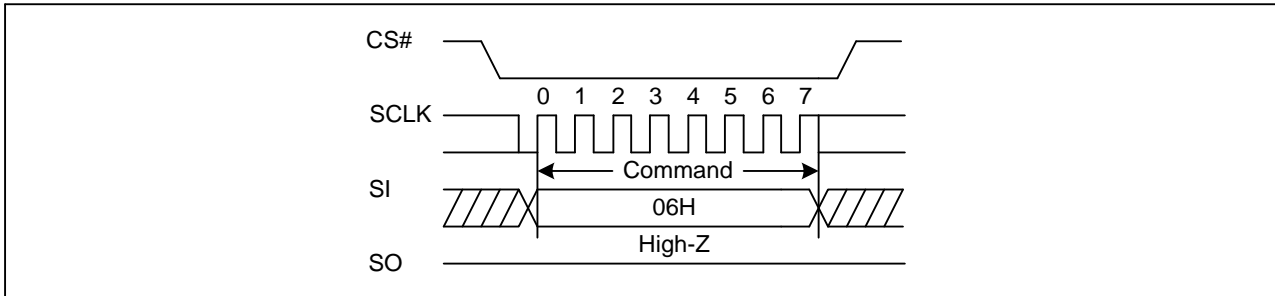 CS#
0 1 2 3 4 5 6 7
SCLK
Command
SI
06H
High-Z
SO